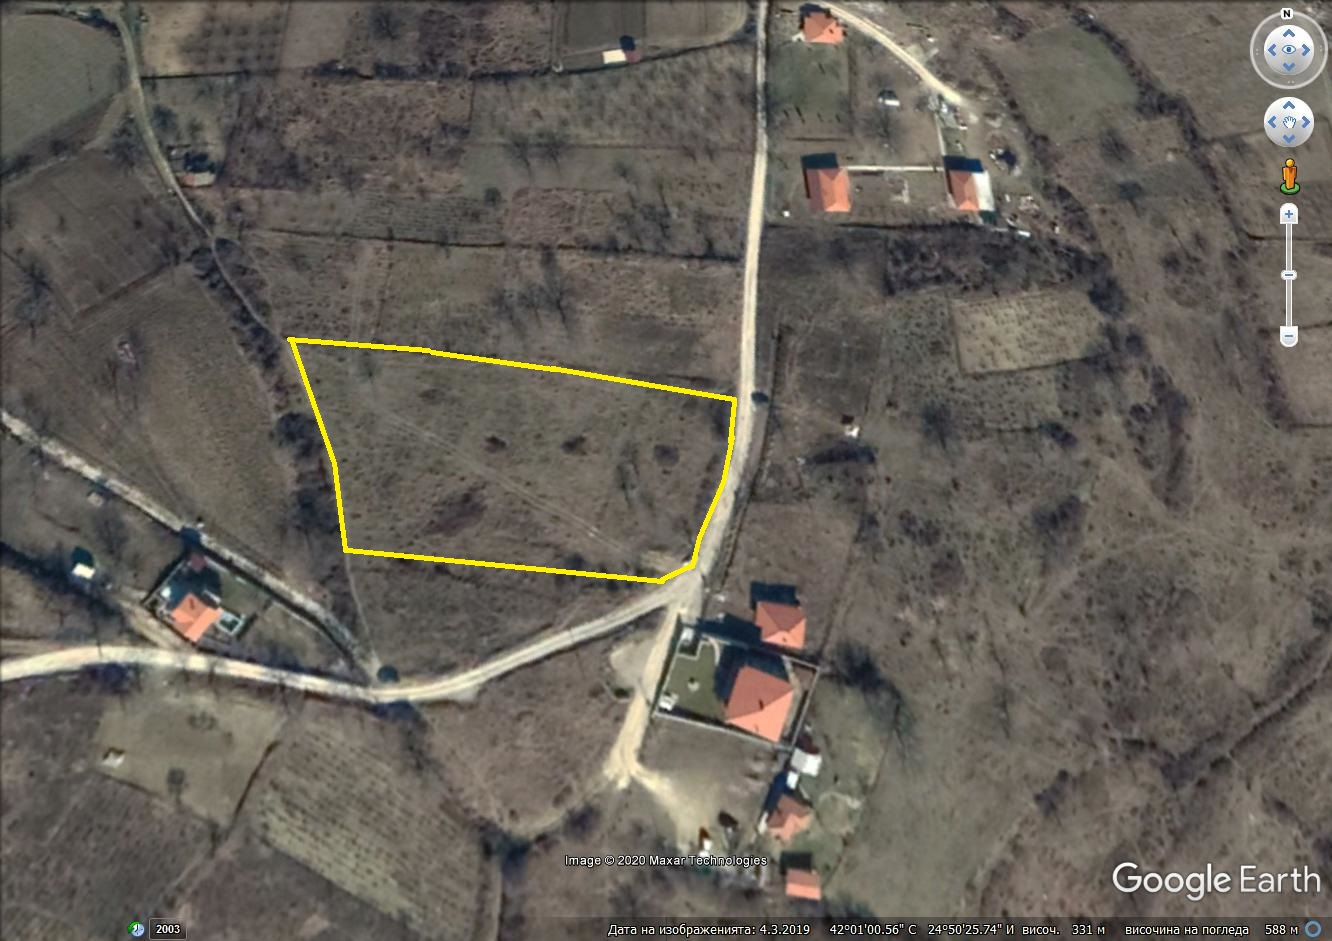 N
Image © 2020 Maxar Technologies
Google Earth
2003
Дата на изображенията: 4.3.2019 42°01'00.56" С 24°50'25.74" И височ. 331 м височина на погледа 588 м